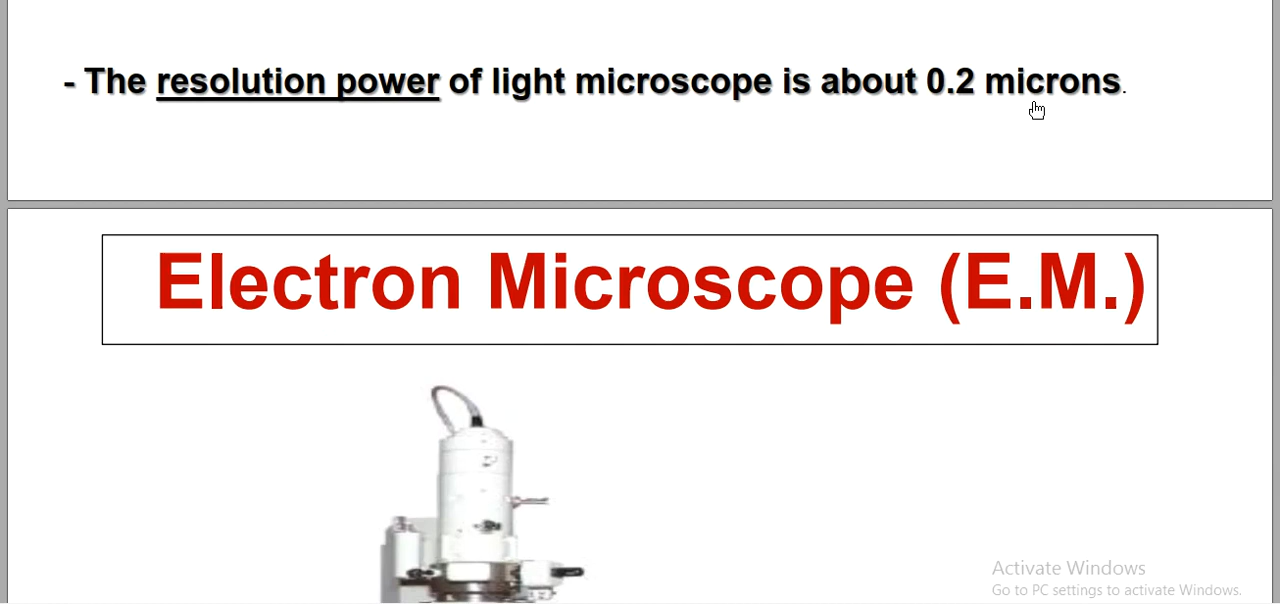 - The resolution power of light microscope is about 0.2 microns.
Electron Microscope (E.M.)
Activate Windows
Go to PC settings to activate Windows.